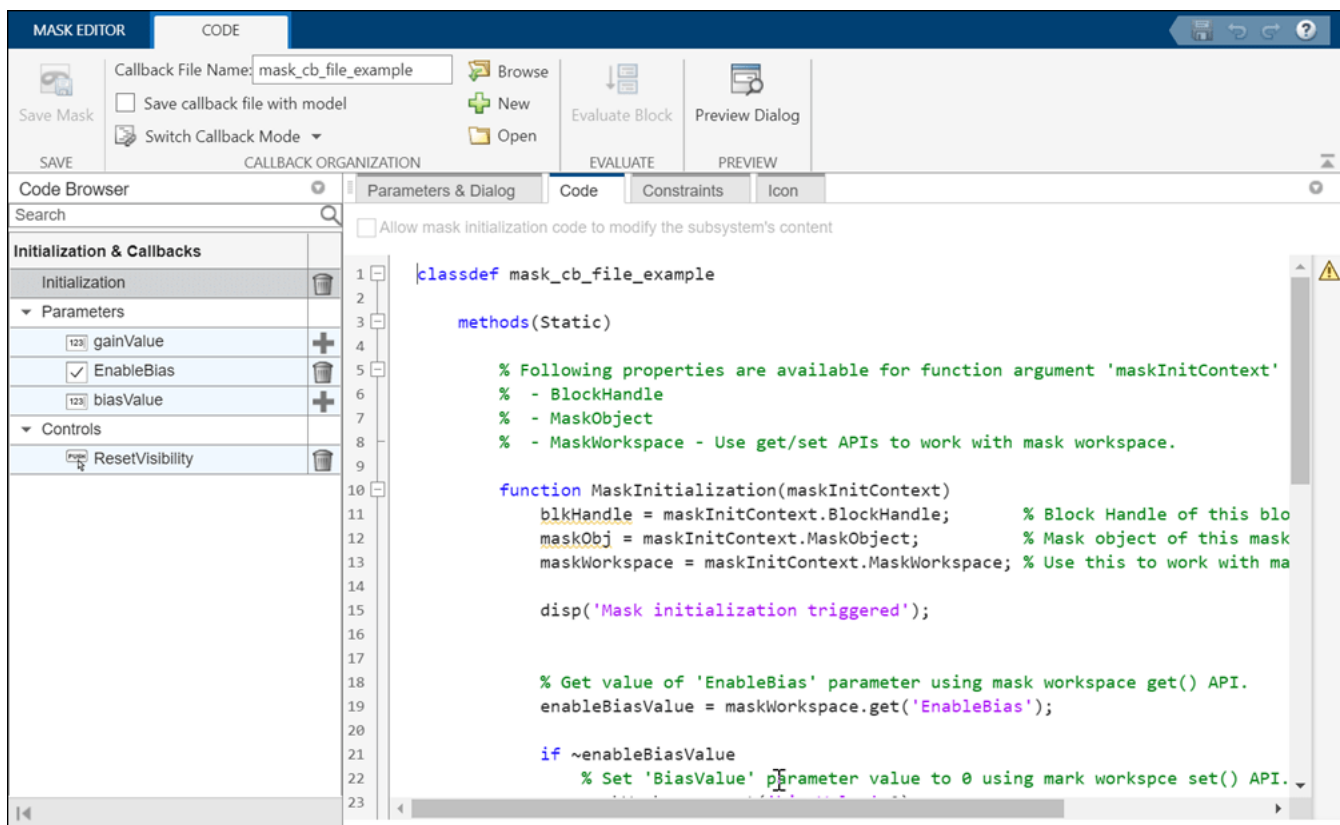 MASK EDITOR CODE
Callback File Name: mask_cb_file_example
Browse
Save callback file with model
New
Switch Callback Mode
Open
Save Mask
Evaluate Block
Preview Dialog
SAVE CALLBACK ORGANIZATION EVALUATE PREVIEW
Code Browser
Search
Initialization & Callbacks
Initialization
Parameters
123 gainValue
EnableBias
123 biasValue
Controls
PUSH ResetVisibility
Parameters & Dialog Code Constraints Icon
Allow mask initialization code to modify the subsystem's content
1 classdef mask_cb_file_example
2
3 methods(Static)
4
5 % Following properties are available for function argument 'maskInitContext'
6 % - BlockHandle
7 % - MaskObject
8 % - MaskWorkspace - Use get/set APIs to work with mask workspace.
9
10 function MaskInitialization(maskInitContext)
11 blkHandle = maskInitContext.BlockHandle; % Block Handle of this blo
12 maskObj = maskInitContext.MaskObject; % Mask object of this mask
13 maskWorkspace = maskInitContext.MaskWorkspace; % Use this to work with ma
14
15 disp('Mask initialization triggered');
16
17
18 % Get value of 'EnableBias' parameter using mask workspace get() API.
19 enableBiasValue = maskWorkspace.get('EnableBias');
20
21 if ~enableBiasValue
22 % Set 'BiasValue' parameter value to 0 using mark workspce set() API.
23